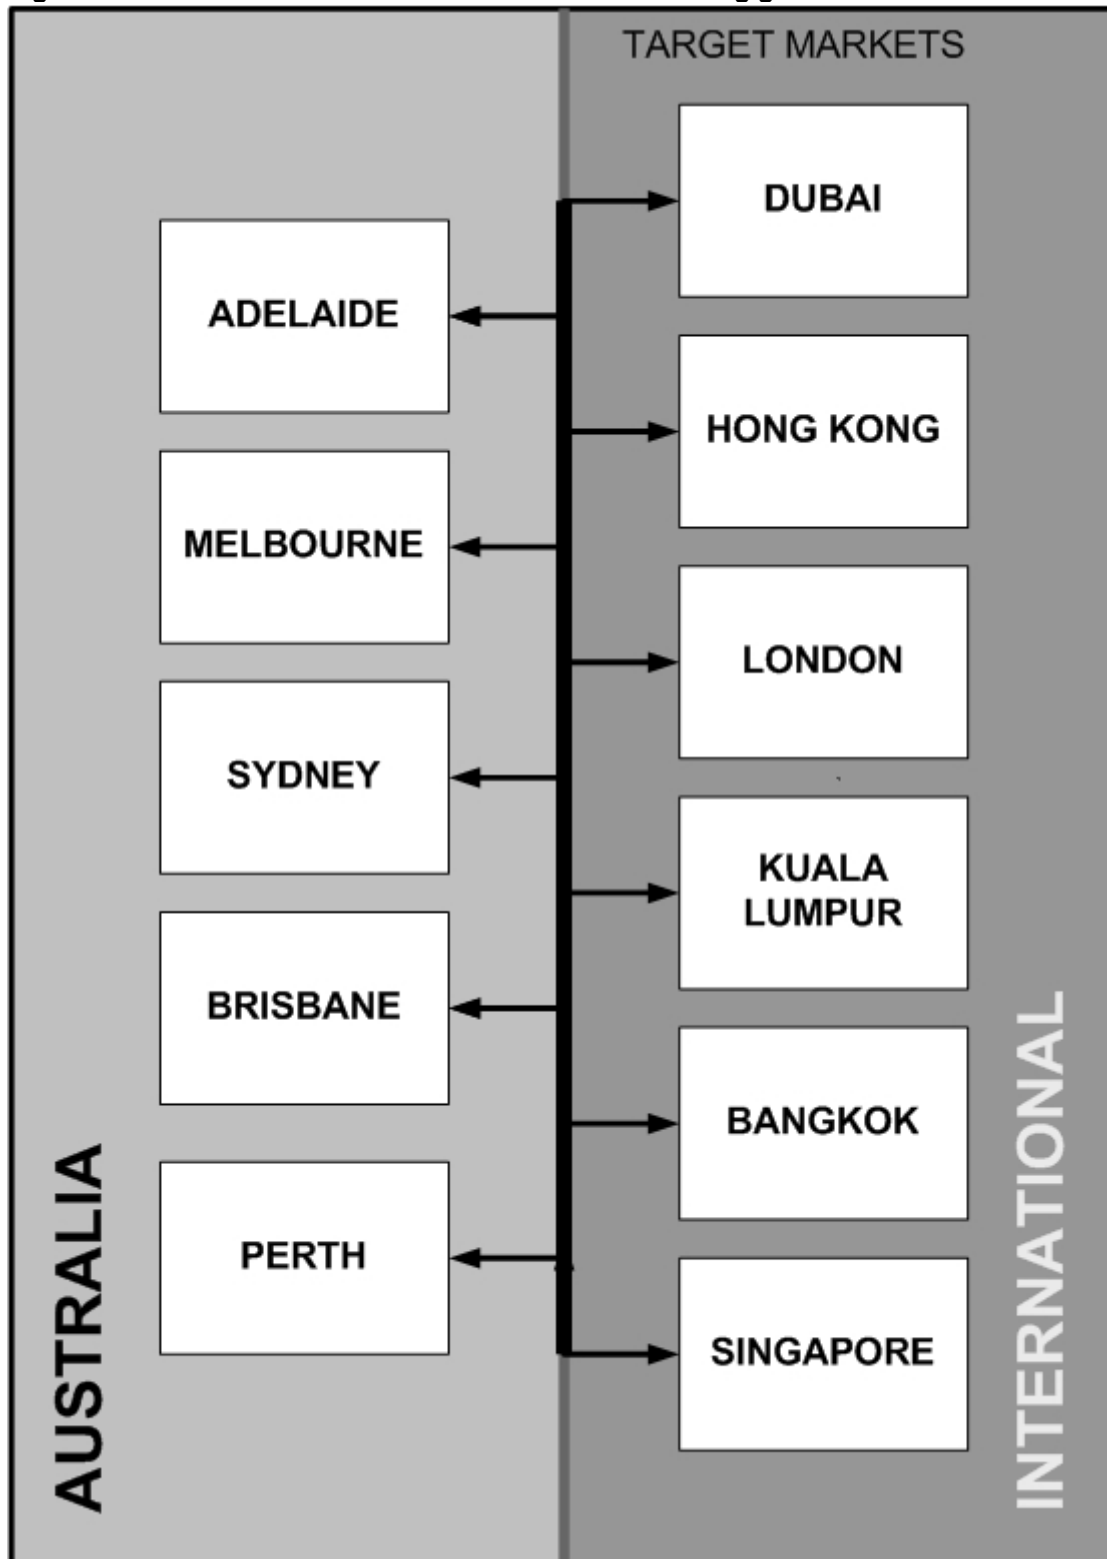 TARGET MARKETS
DUBAI
ADELAIDE
HONG KONG
MELBOURNE
LONDON
SYDNEY
KUALA
LUMPUR
BRISBANE
BANGKOK
PERTH
SINGAPORE
AUSTRALIA
INTERNATIONAL